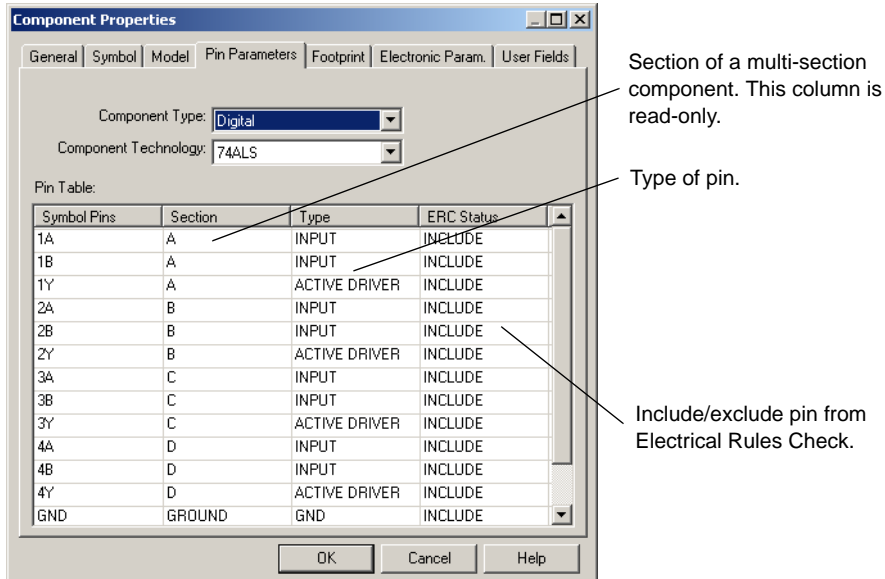 Component Properties
General Symbol Model Pin Parameters Footprint Electronic Param. User Fields
Component Type: Digital
Component Technology: 74ALS
Pin Table:
Symbol Pins Section Type ERC Status
1A A INPUT INCLUDE
1B A INPUT INCLUDE
1Y A ACTIVE DRIVER INCLUDE
2A B INPUT INCLUDE
2B B INPUT INCLUDE
2Y B ACTIVE DRIVER INCLUDE
3A C INPUT INCLUDE
3B C INPUT INCLUDE
3Y C ACTIVE DRIVER INCLUDE
4A D INPUT INCLUDE
4B D INPUT INCLUDE
4Y D ACTIVE DRIVER INCLUDE
GND GROUND GND INCLUDE
OK Cancel Help
Section of a multi-section
component. This column is
read-only.
Type of pin.
Include/exclude pin from
Electrical Rules Check.